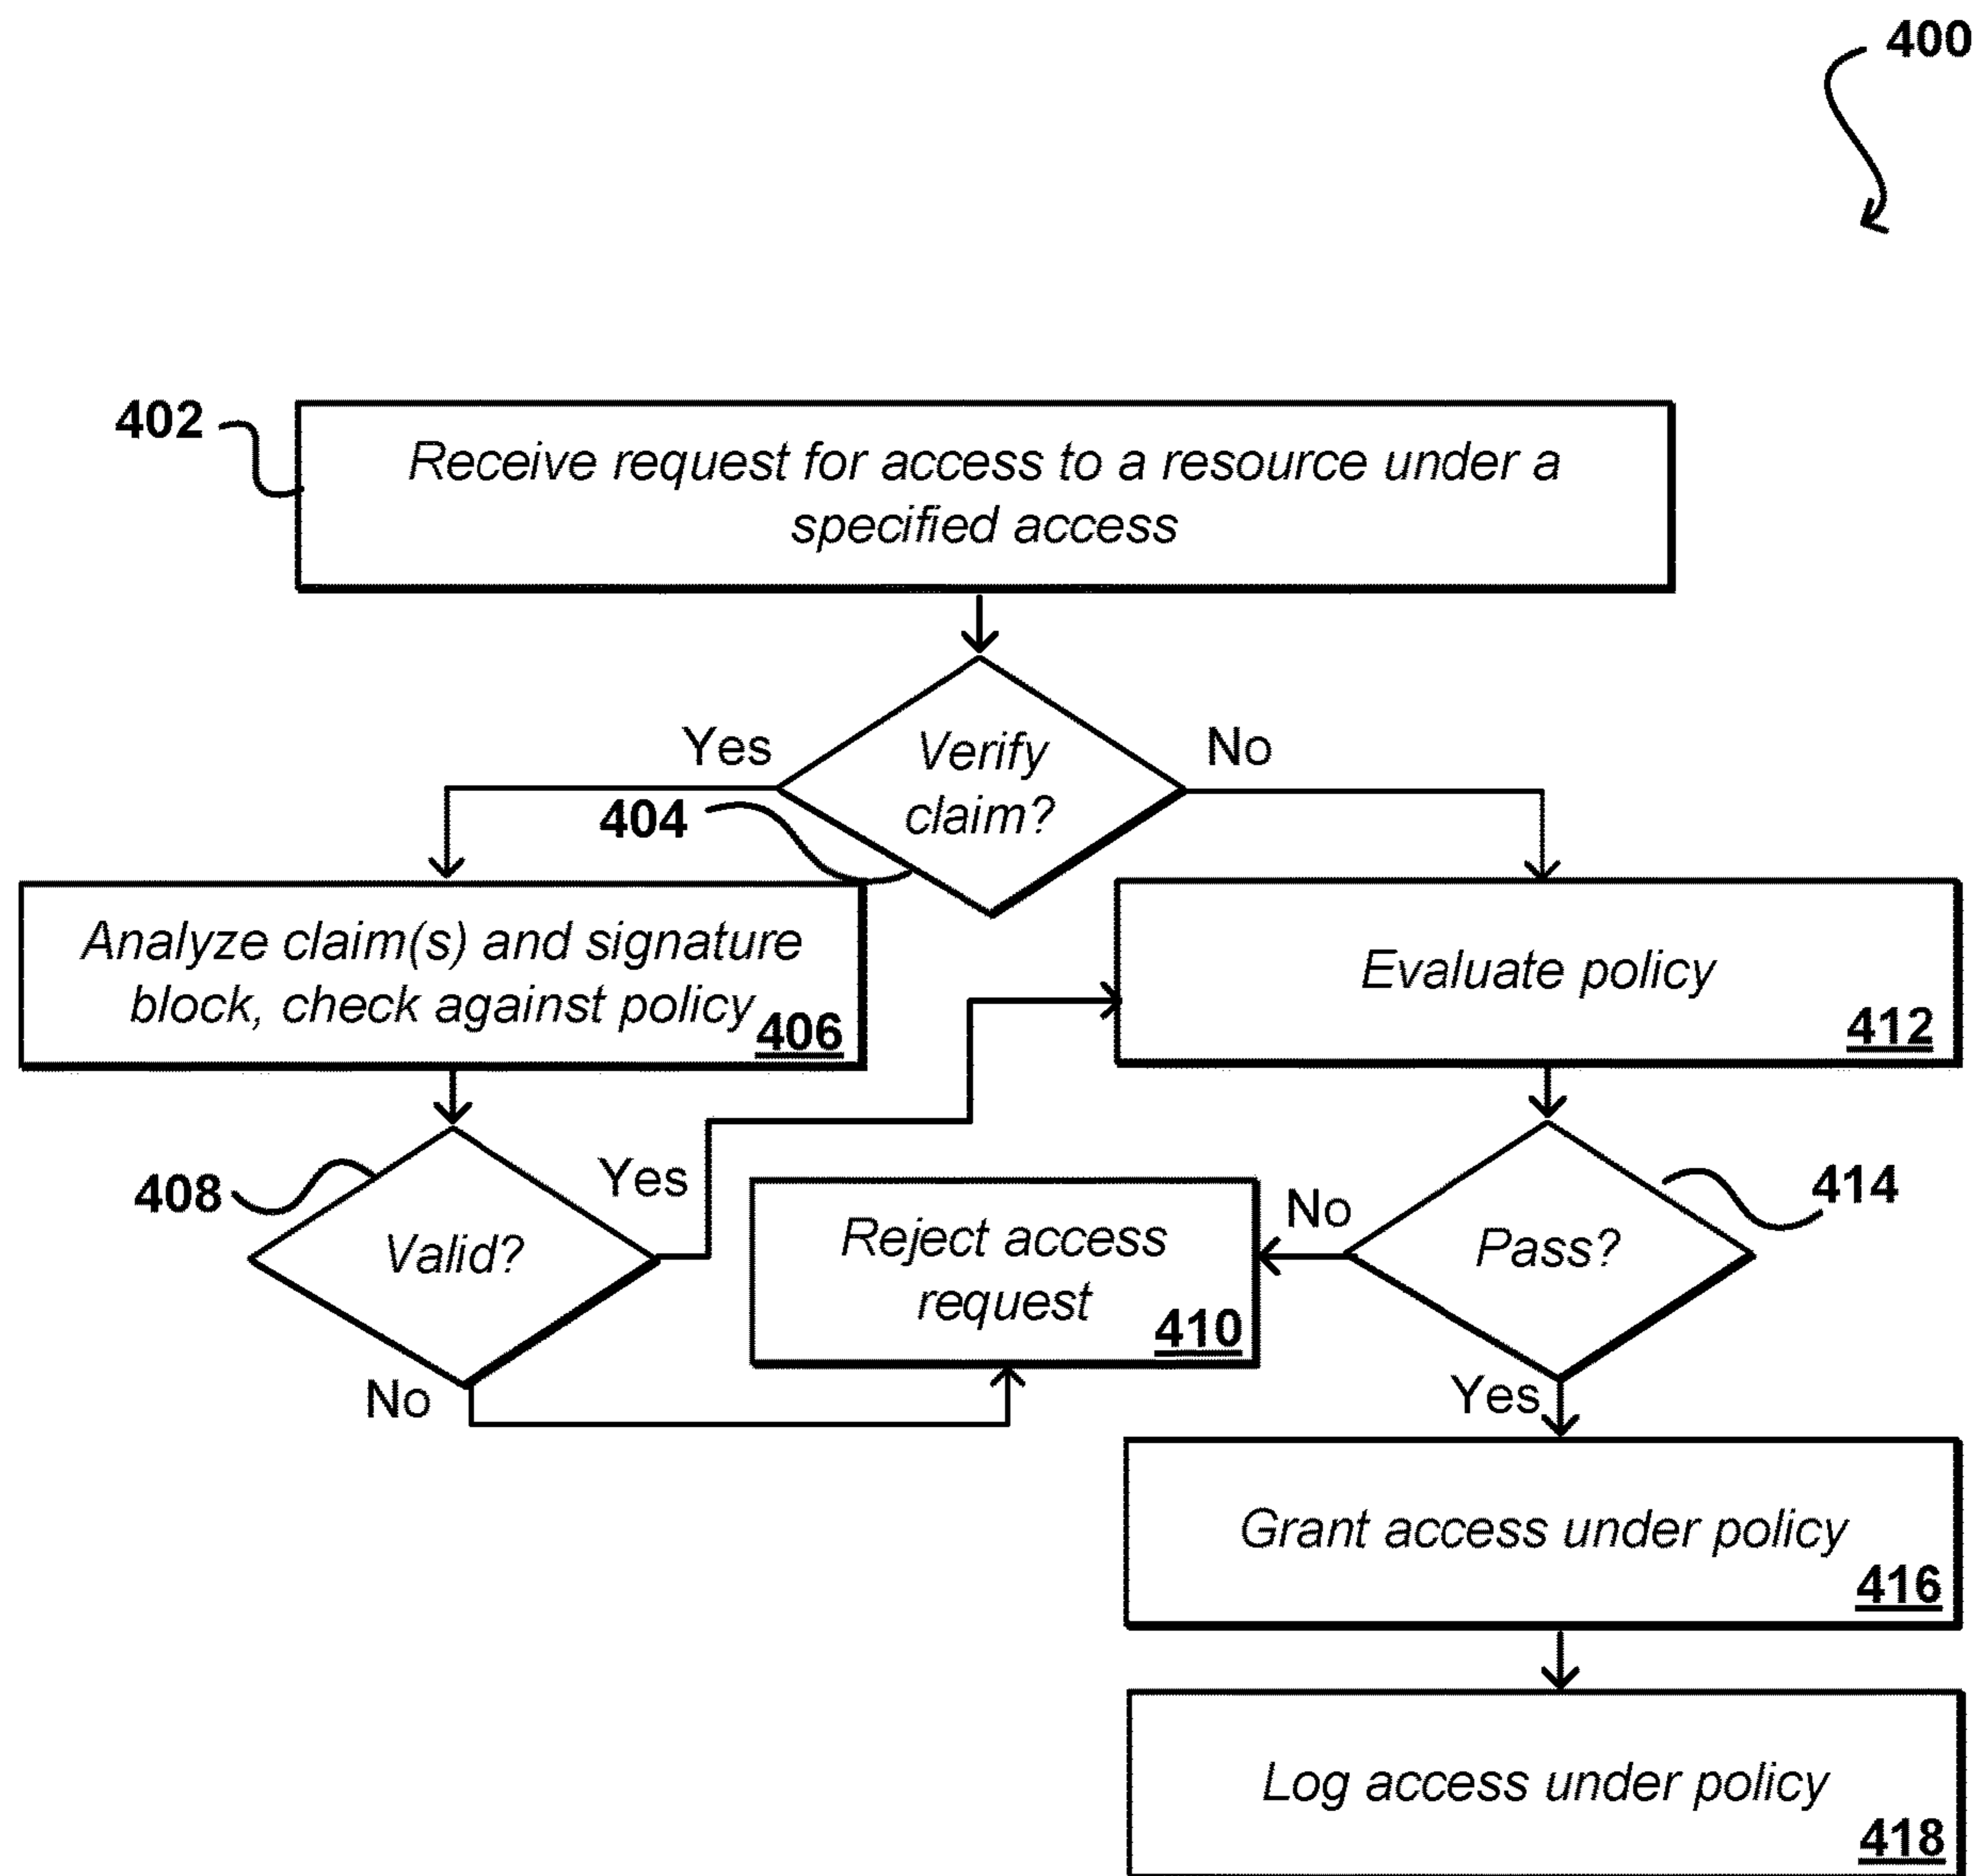 400
402
Receive request for access to a resource under a
specified access
Yes
Verify
claim?
No
404
Analyze claim(s) and signature
block, check against policy
406
Evaluate policy
412
408
Valid?
Yes
No
Reject access
request
410
No
Pass?
414
Yes
Grant access under policy
416
Log access under policy
418